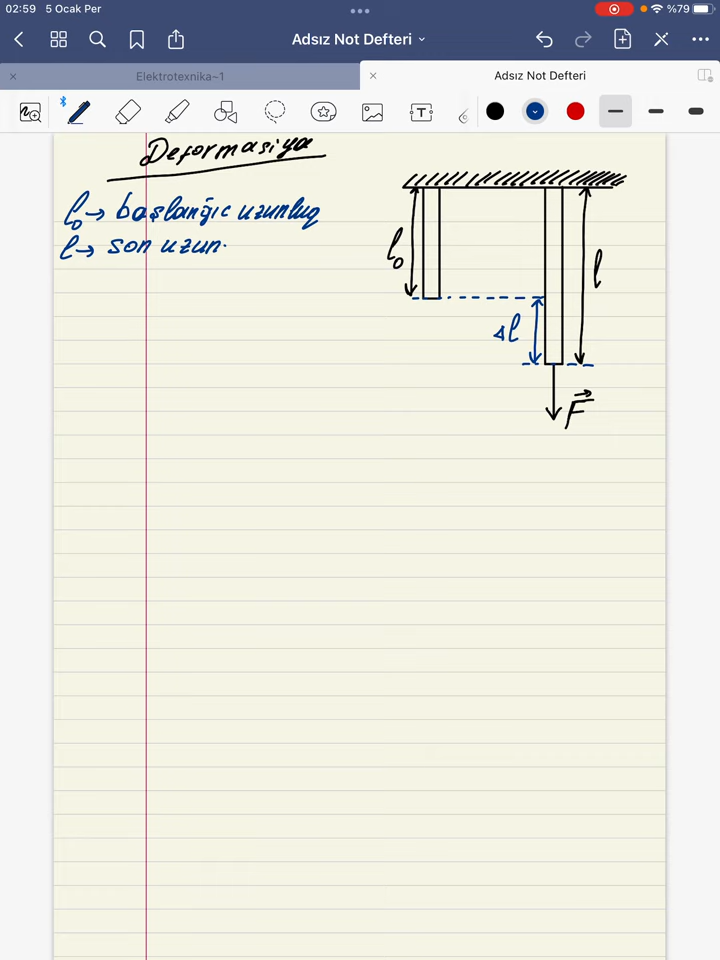 02:59 5 Ocak Per %79
Adsız Not Defteri
Elektrotexnika~1
Adsız Not Defteri
T
Deformasiya
l₀→ başlanğıc uzunluq
l→ son uzun.
l₀
l
Δl
F⃗